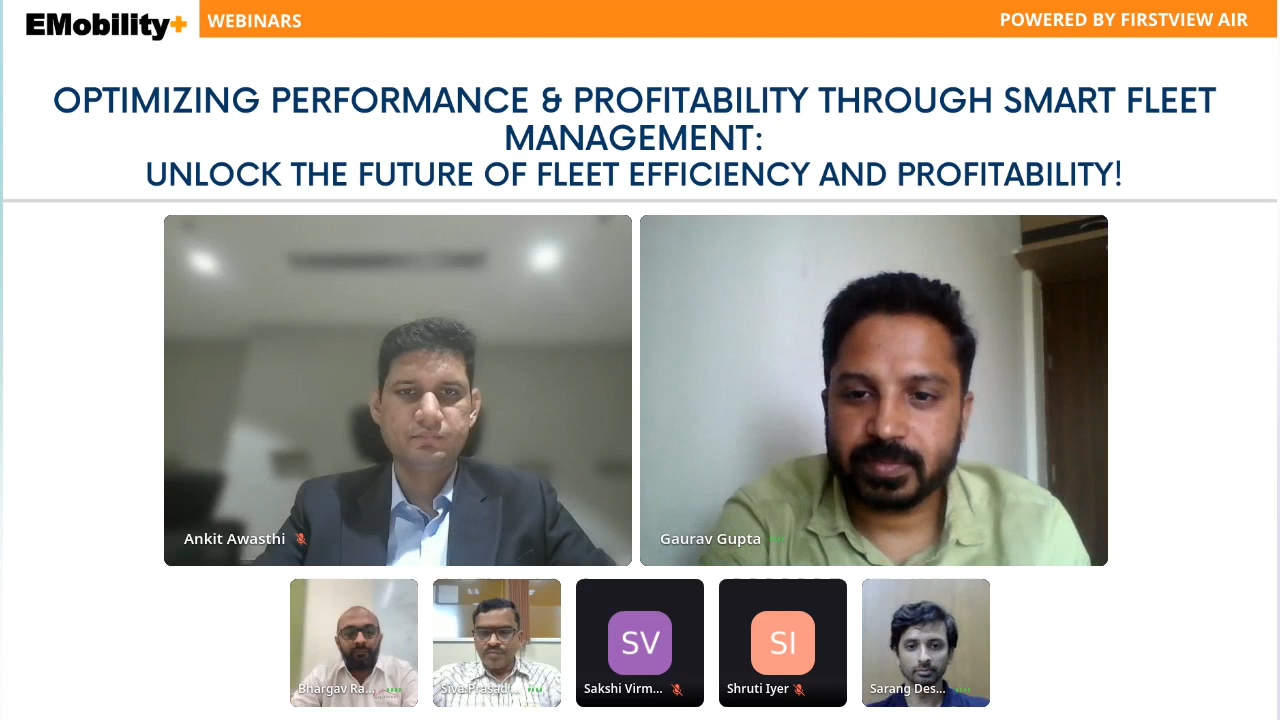 EMobility+ WEBINARS
POWERED BY FIRSTVIEW AIR
OPTIMIZING PERFORMANCE & PROFITABILITY THROUGH SMART FLEET
MANAGEMENT:
UNLOCK THE FUTURE OF FLEET EFFICIENCY AND PROFITABILITY!
Ankit Awasthi
Gaurav Gupta
SV
SI
Bhargav Ra...
Siva Prasad
Sakshi Virm...
Shruti Iyer
Sarang Des...